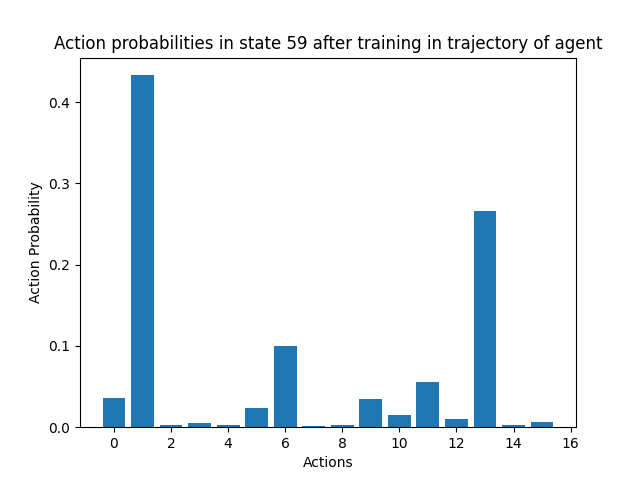 Action probabilities in state 59 after training in trajectory of agent
0.4
0.3
0.2
0.1
0.0
Action Probability
0 2 4 6 8 10 12 14 16
Actions